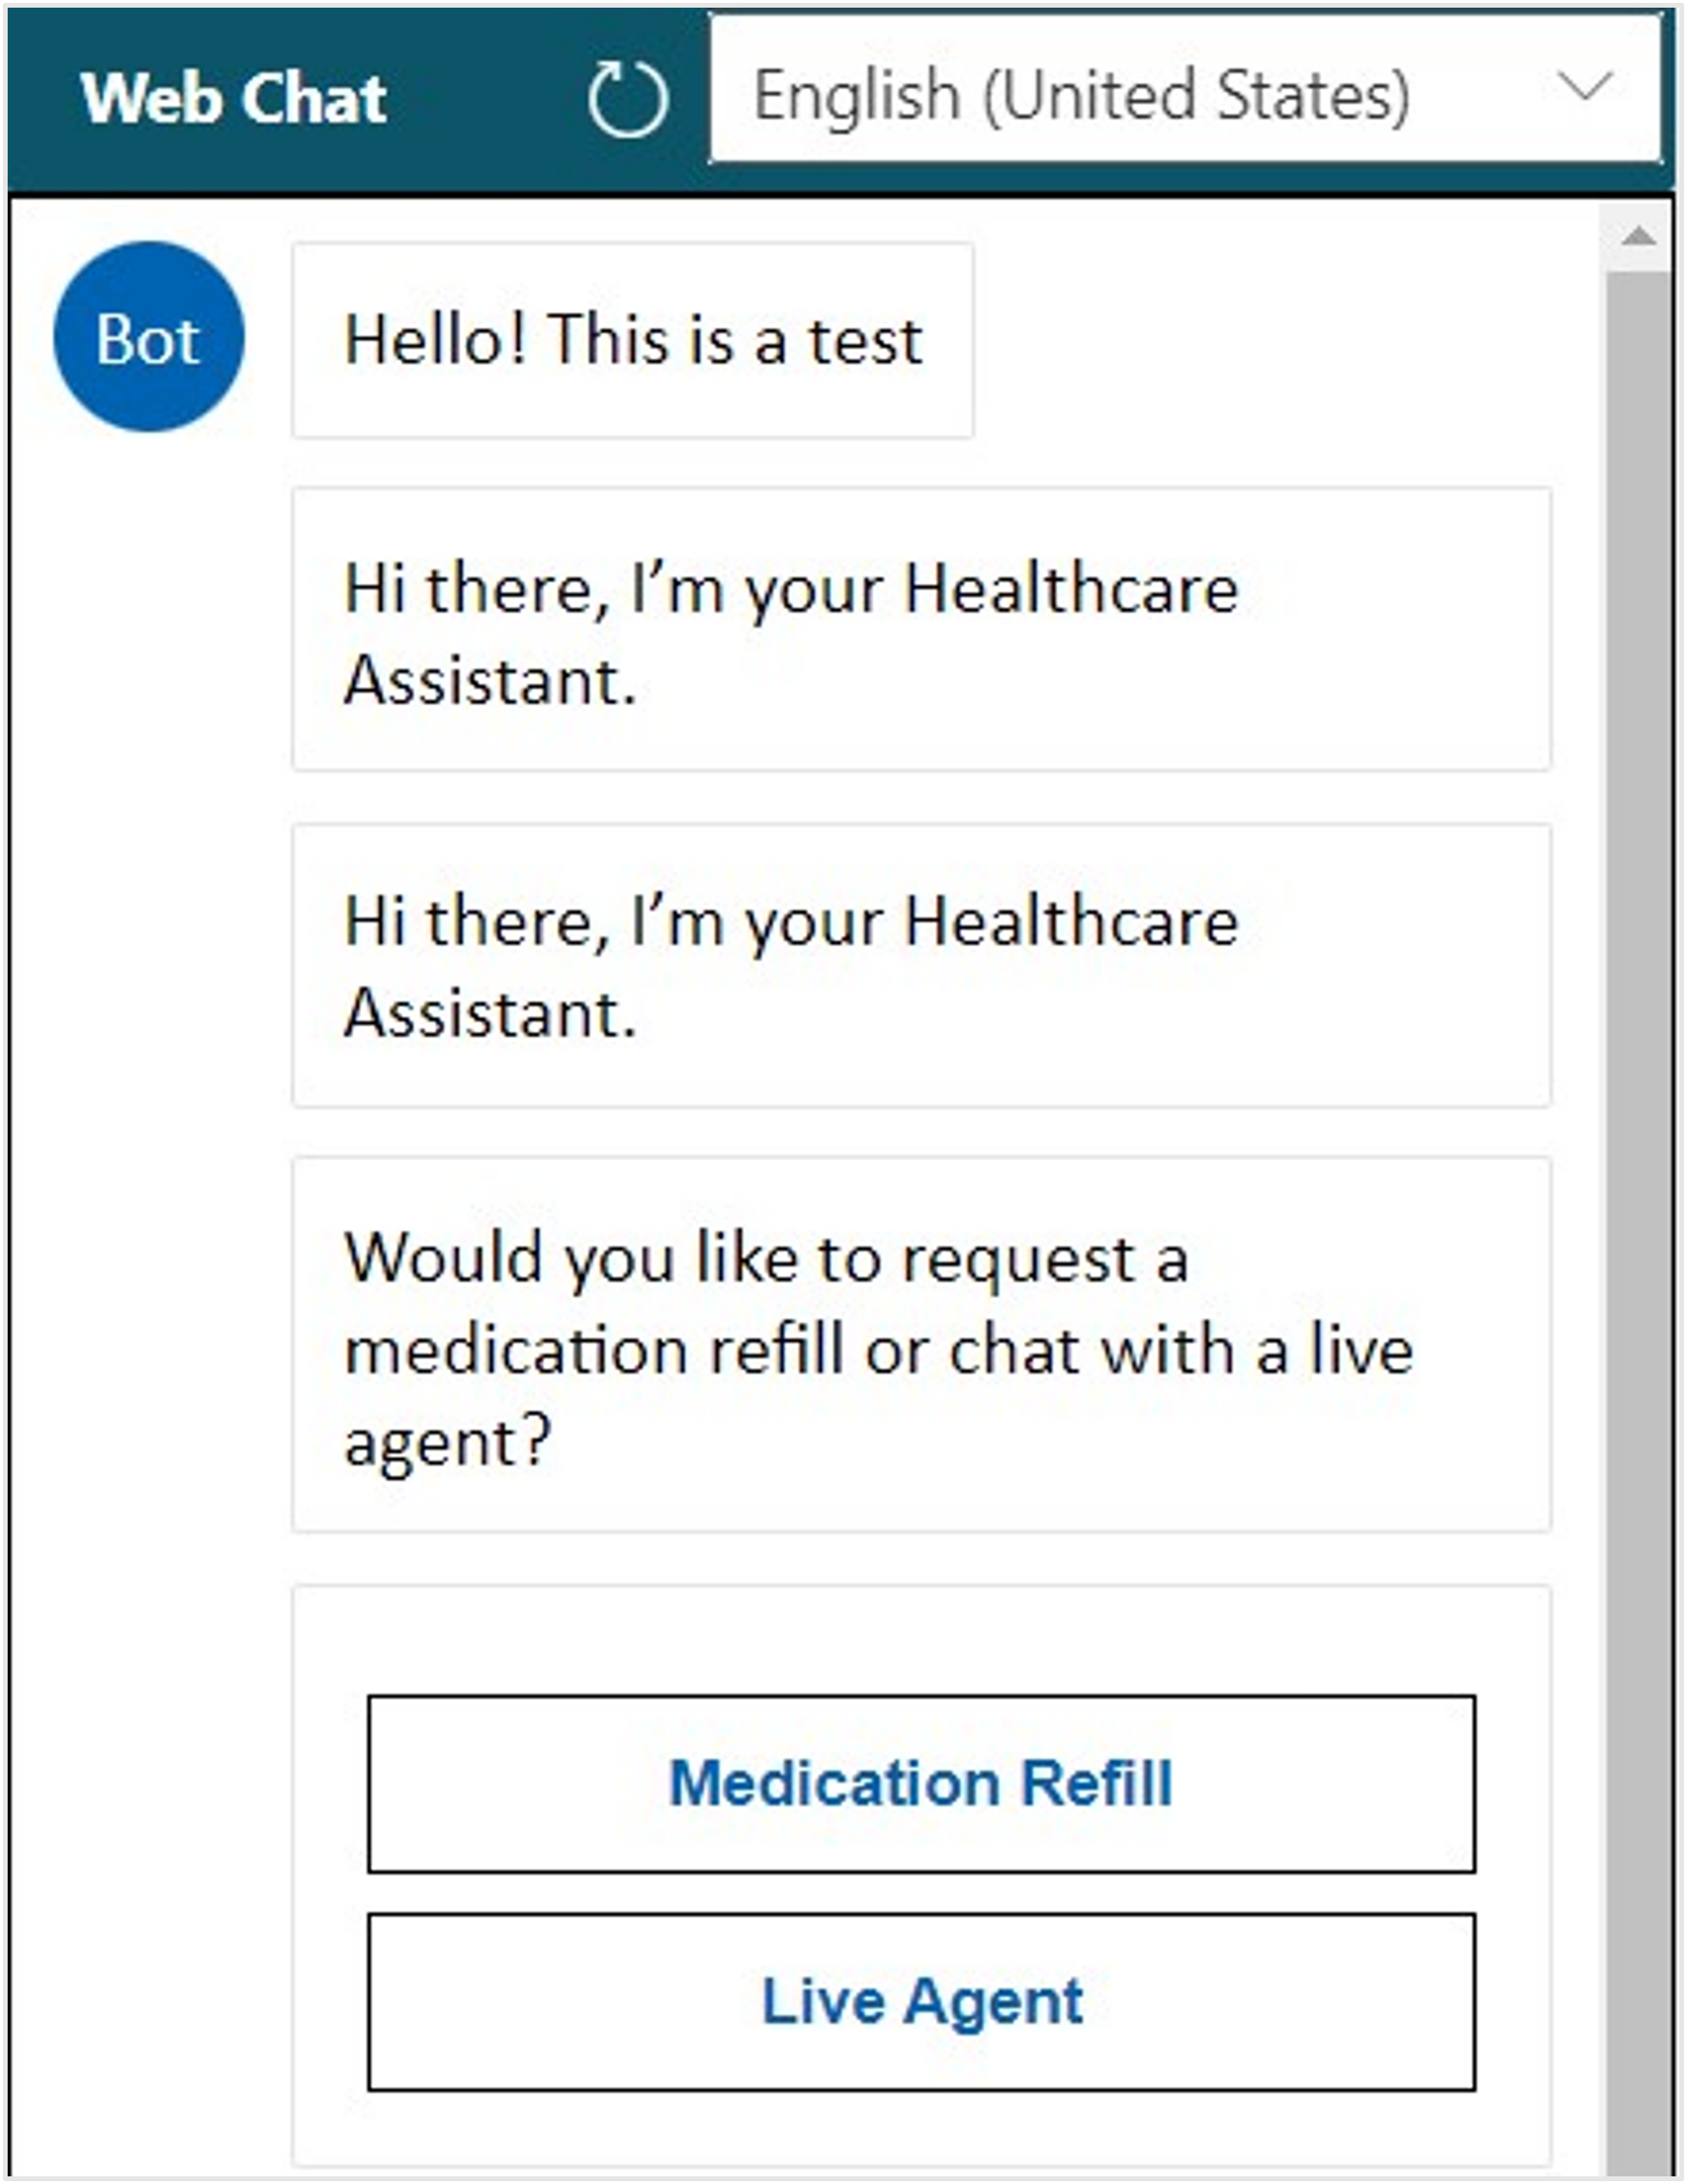 Web Chat
English (United States)
Bot
Hello! This is a test
Hi there, I’m your Healthcare
Assistant.
Hi there, I’m your Healthcare
Assistant.
Would you like to request a
medication refill or chat with a live
agent?
Medication Refill
Live Agent